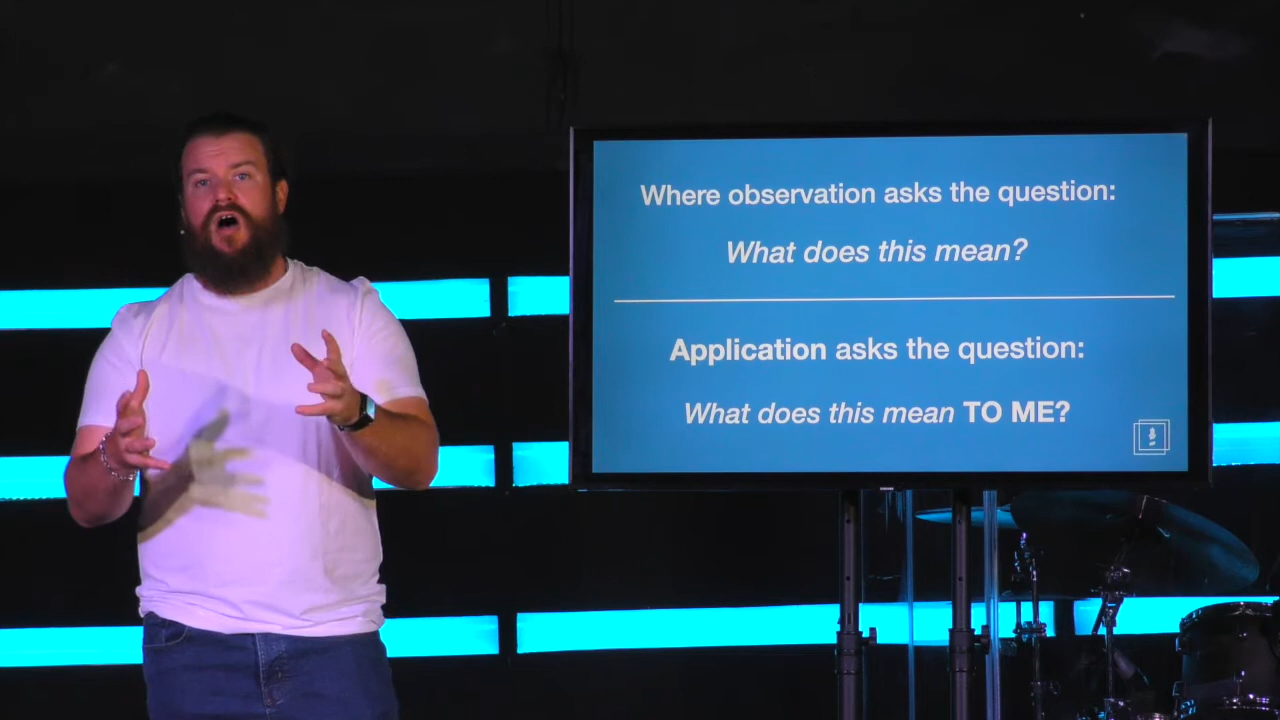 Where observation asks the question:
What does this mean?
Application asks the question:
What does this mean TO ME?